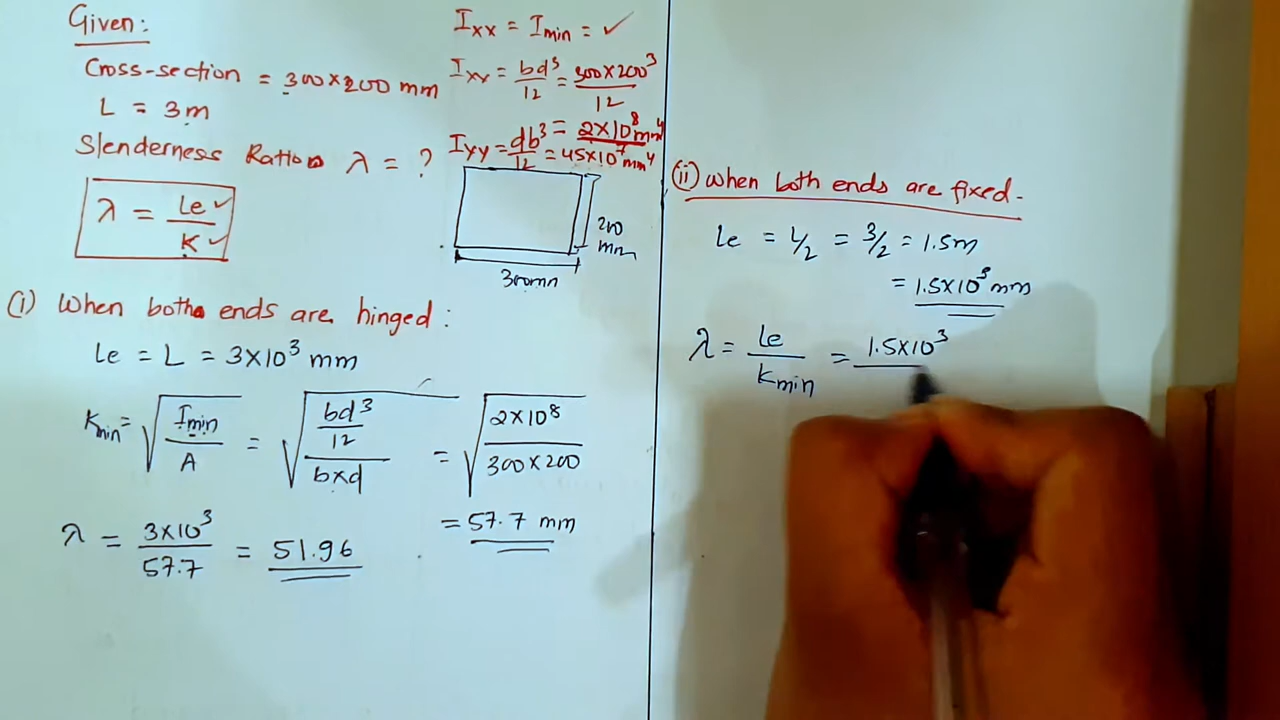 Given:
Cross-section = 300 × 200 mm
L = 3m
Slenderness Ratio λ = ?
λ = Le✓ / K✓
Ixx = Imin = ✓
Ixx = bd³/12 = 300×200³/12
= 2×10⁸ mm⁴
Iyy = db³/12 = 45×10⁷ mm⁴
200 mm
300mm
(i) When both ends are hinged:
Le = L = 3×10³ mm
Kmin = √(Imin/A) = √((bd³/12)/(b×d)) = √(2×10⁸/(300×200))
= 57.7 mm
λ = 3×10³/57.7 = 51.96
(ii) When both ends are fixed.
Le = L/2 = 3/2 = 1.5m
= 1.5×10³ mm
λ = Le/Kmin = 1.5×10³